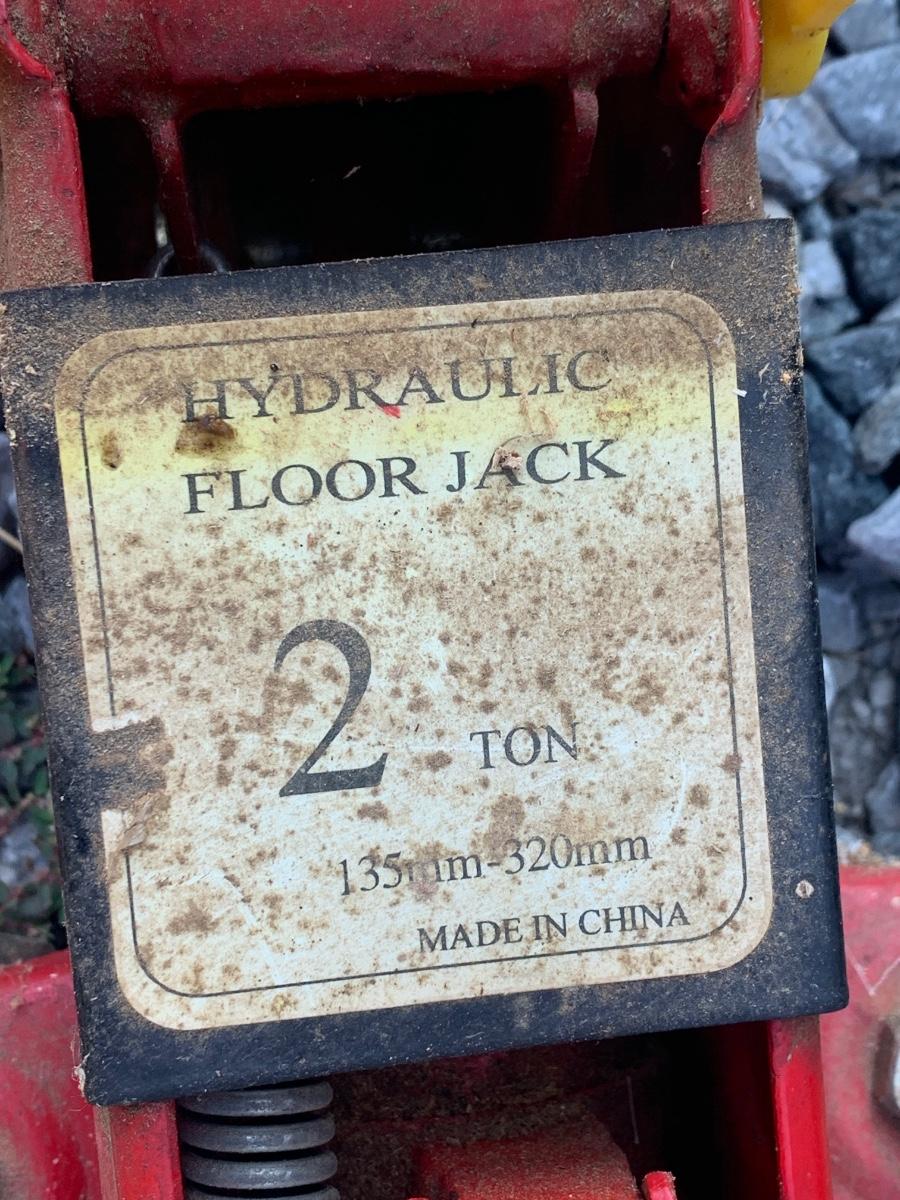 HYDRAULIC
FLOOR JACK
2 TON
135mm-320mm
MADE IN CHINA